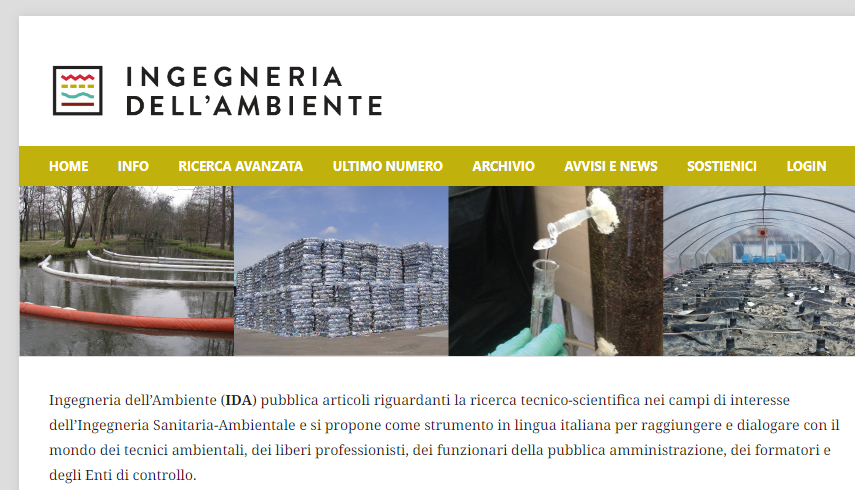 INGEGNERIA
DELL’AMBIENTE
HOME INFO RICERCA AVANZATA ULTIMO NUMERO ARCHIVIO AVVISI E NEWS SOSTIENICI LOGIN
Ingegneria dell’Ambiente (IDA) pubblica articoli riguardanti la ricerca tecnico-scientifica nei campi di interesse
dell’Ingegneria Sanitaria-Ambientale e si propone come strumento in lingua italiana per raggiungere e dialogare con il
mondo dei tecnici ambientali, dei liberi professionisti, dei funzionari della pubblica amministrazione, dei formatori e
degli Enti di controllo.